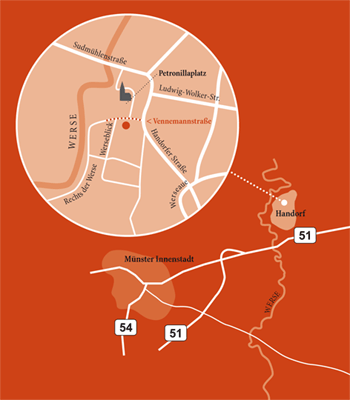 Sudmühlenstraße
Petronillaplatz
Ludwig-Wolker-Str.
WERSE
< Vennemannstraße
Werseblick
Handorfer Straße
Rechts der Werse
Werseaue
Handorf
51
Münster Innenstadt
WERSE
54
51